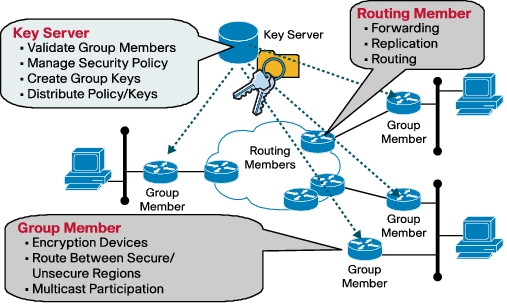 Key Server
▪ Validate Group Members
▪ Manage Security Policy
▪ Create Group Keys
▪ Distribute Policy/Keys
Key Server
Routing Member
▪ Forwarding
▪ Replication
▪ Routing
Group
Member
Routing
Members
Group
Member
Group
Member
Group Member
▪ Encryption Devices
▪ Route Between Secure/
Unsecure Regions
▪ Multicast Participation
Group
Member